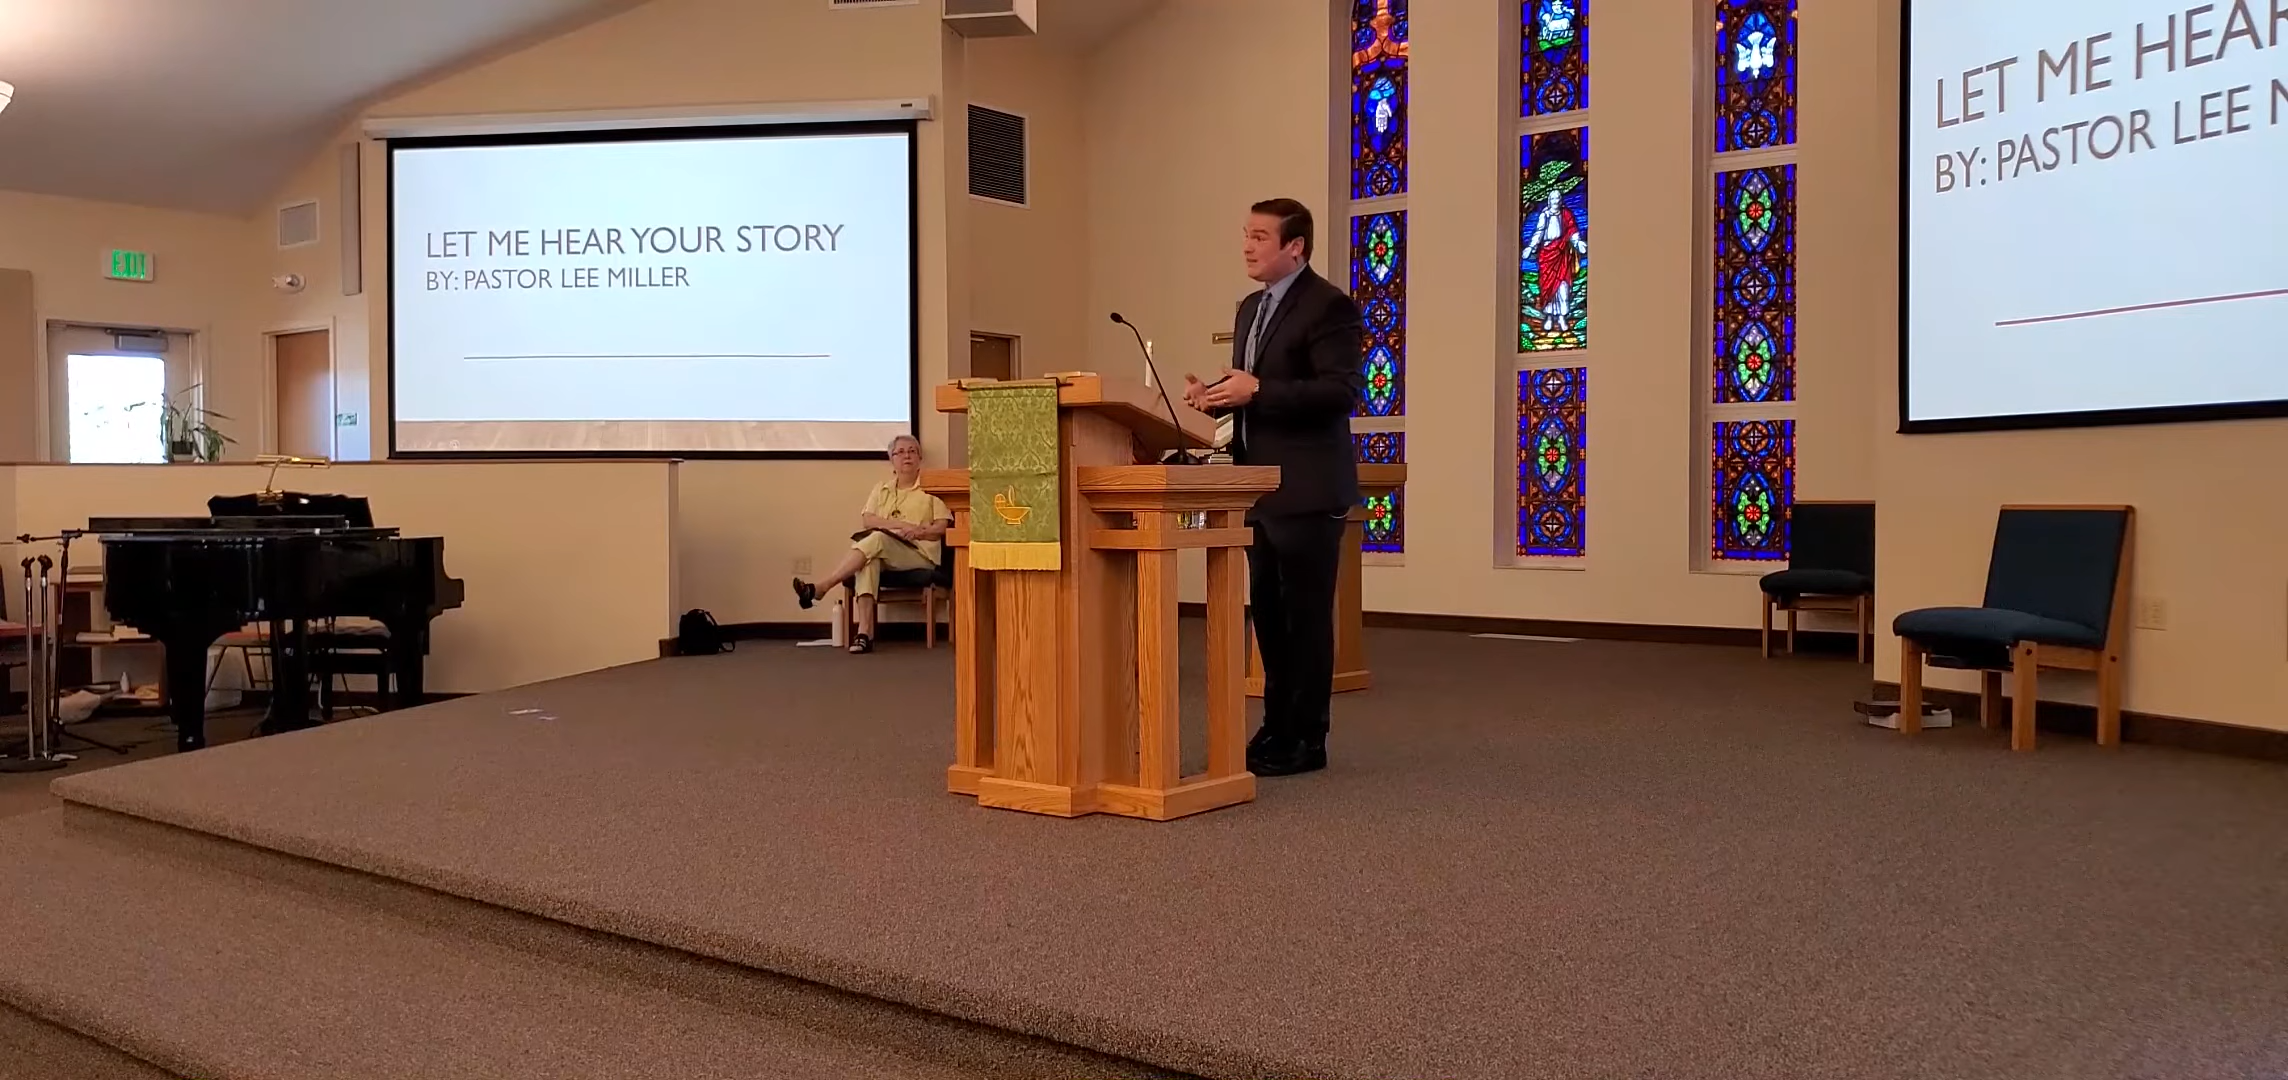 EXIT
LET ME HEAR YOUR STORY
BY: PASTOR LEE MILLER
LET ME HEAR
BY: PASTOR LEE